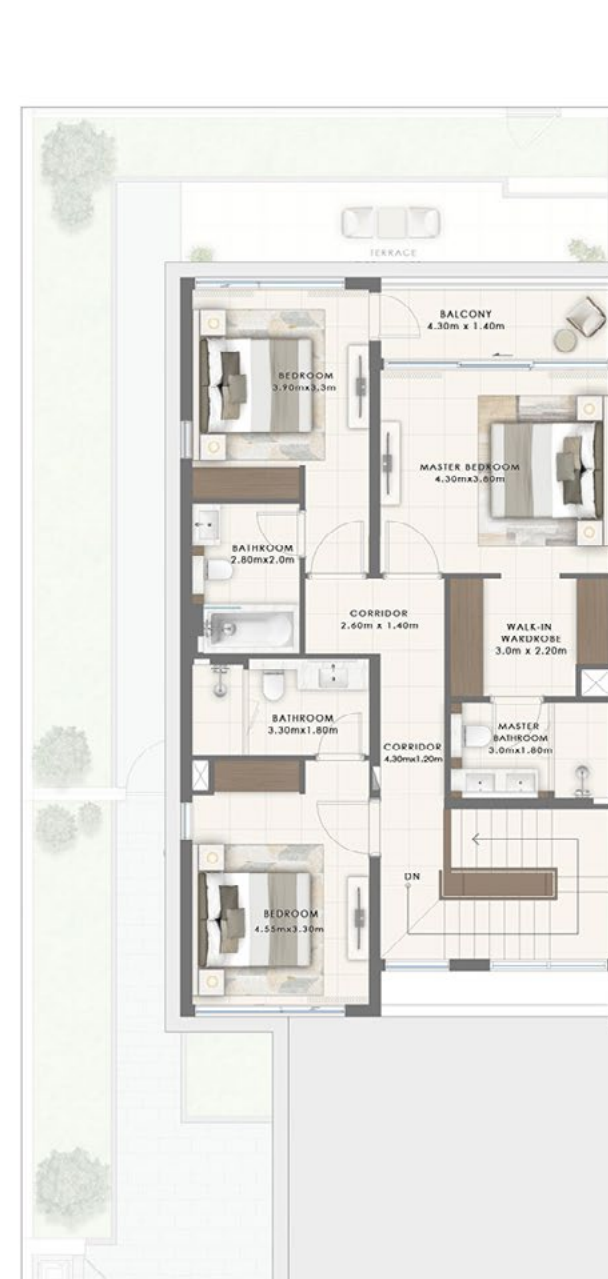 TERRACE
BALCONY
4.30m x 1.40m
BEDROOM
3.90mx3.3m
MASTER BEDROOM
4.30mx3.60m
BATHROOM
2.80mx2.0m
CORRIDOR
2.60m x 1.40m
WALK-IN
WARDROBE
3.0m x 2.20m
BATHROOM
3.30mx1.80m
MASTER
BATHROOM
3.0mx1.80m
CORRIDOR
4.30mx1.20m
DN
BEDROOM
4.55mx3.30m